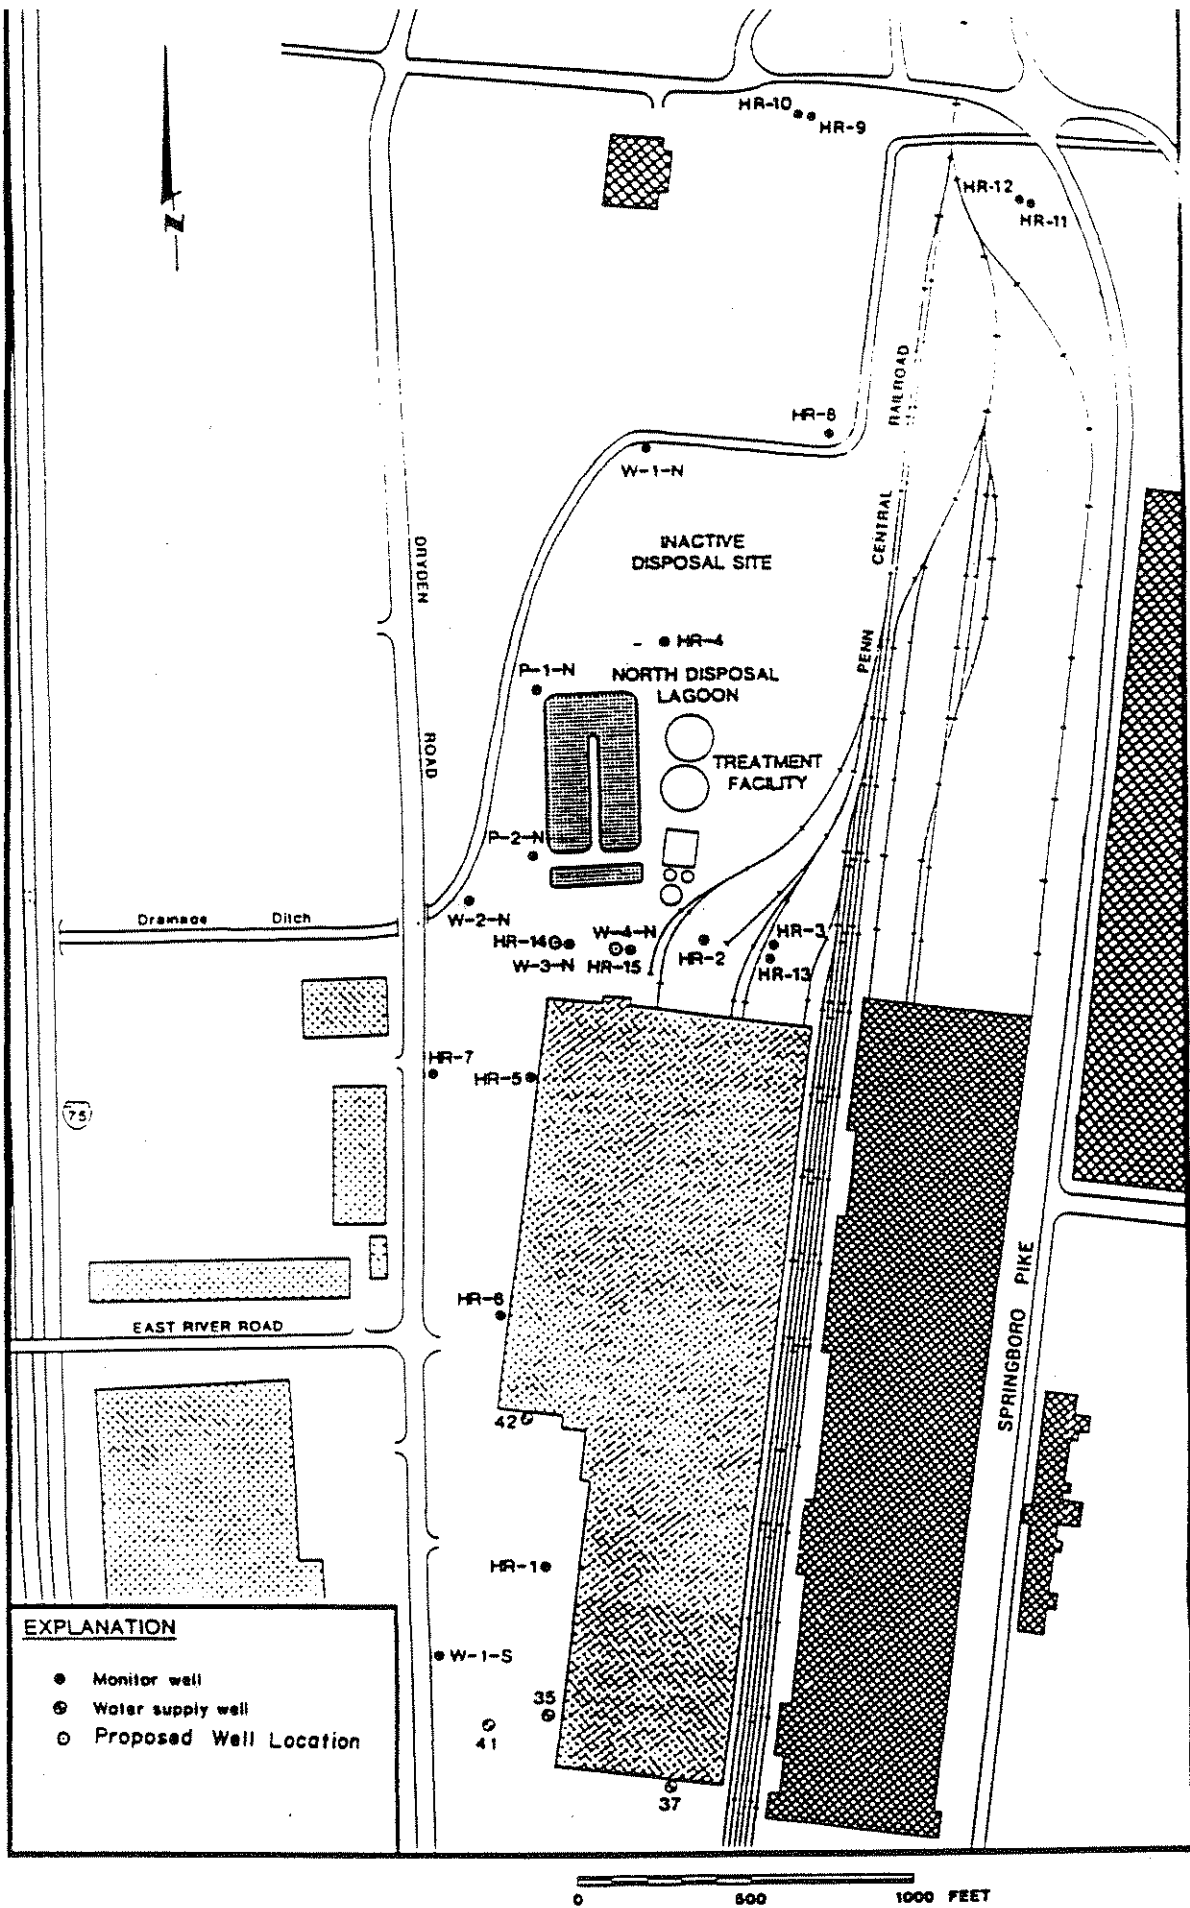 HR-10
HR-9
HR-12
HR-11
N
RAILROAD
HR-8
W-1-N
CENTRAL
INACTIVE
DISPOSAL SITE
DRYDEN
HR-4
PENN
P-1-N
NORTH DISPOSAL
LAGOON
ROAD
TREATMENT
FACILITY
P-2-N
W-2-N
Drainage Ditch
HR-14
W-4-N
HR-3
W-3-N
HR-15
HR-2
HR-13
HR-7
HR-5
75
SPRINGBORO PIKE
HR-6
EAST RIVER ROAD
42
HR-1
EXPLANATION
W-1-S
Monitor well
Water supply well
35
Proposed Well Location
41
37
0 500 1000 FEET